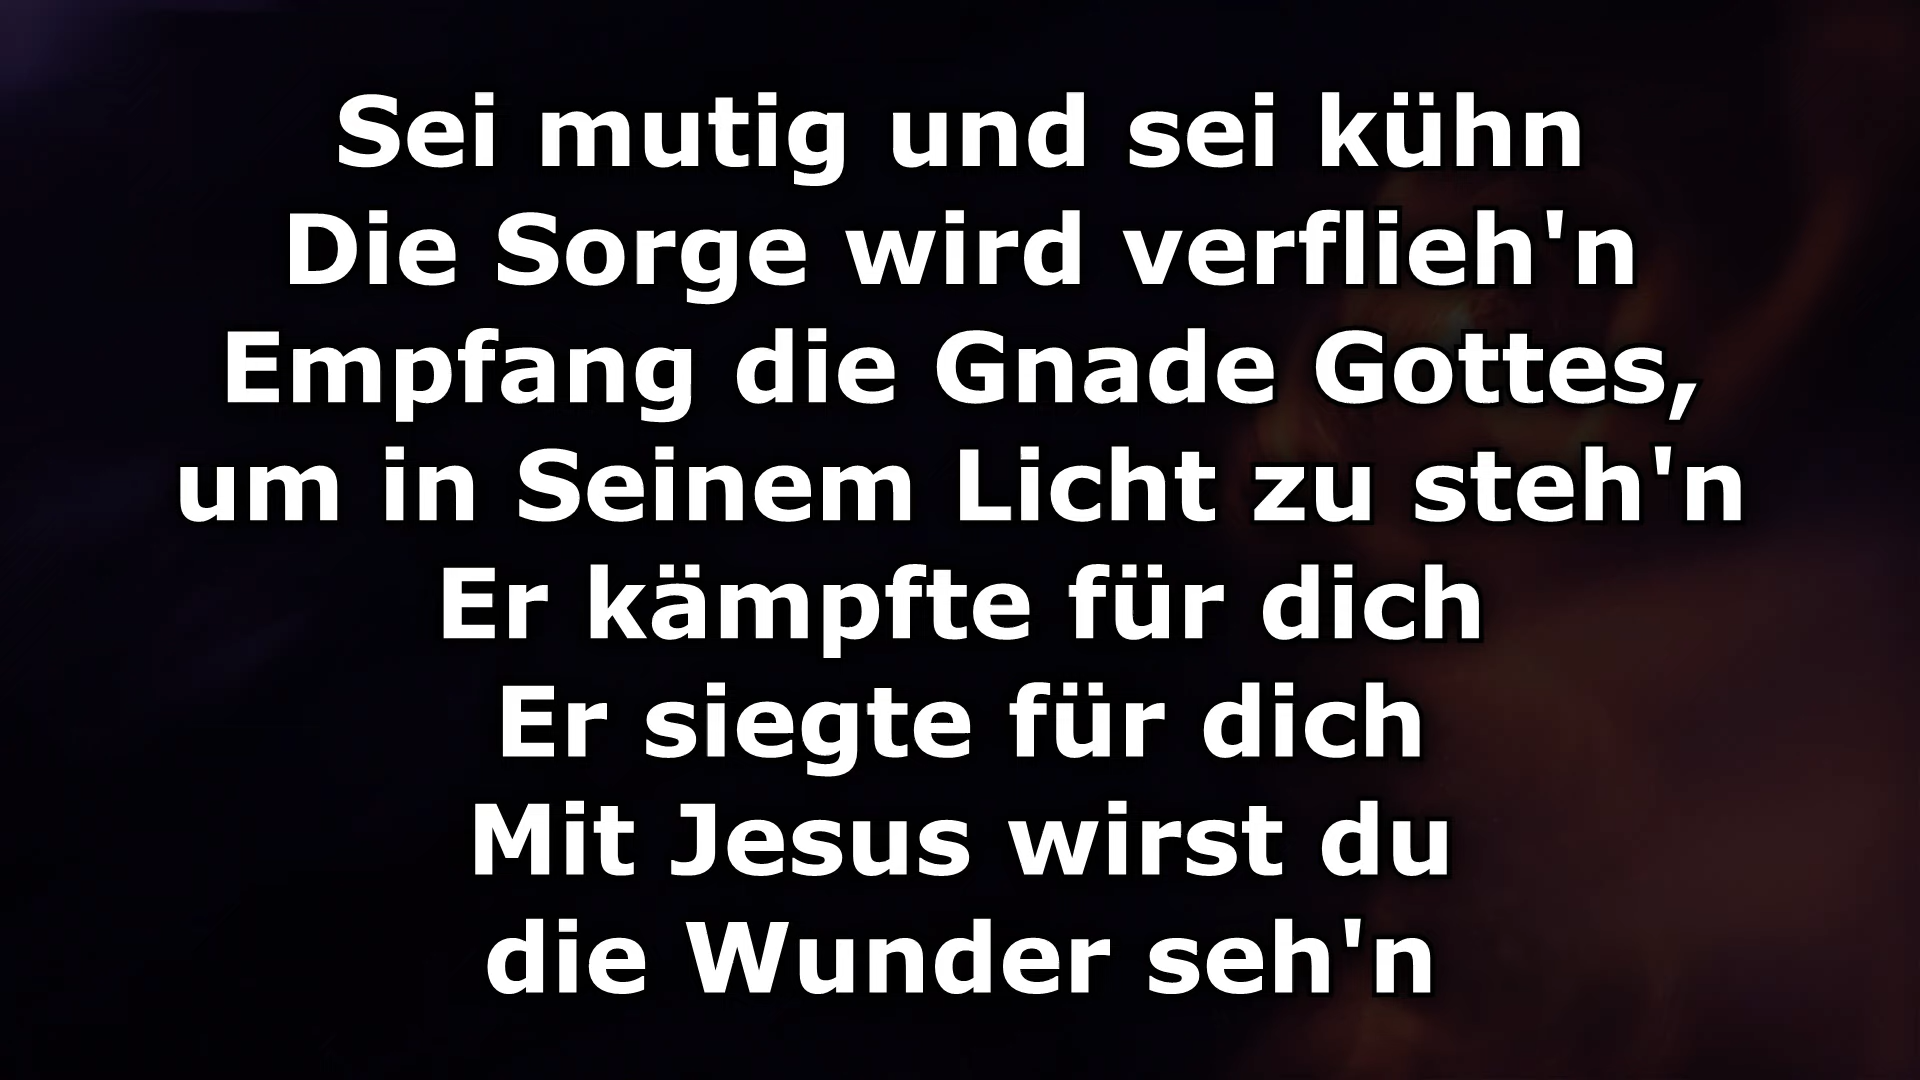 Sei mutig und sei kühn
Die Sorge wird verflieh'n
Empfang die Gnade Gottes,
um in Seinem Licht zu steh'n
Er kämpfte für dich
Er siegte für dich
Mit Jesus wirst du
die Wunder seh'n